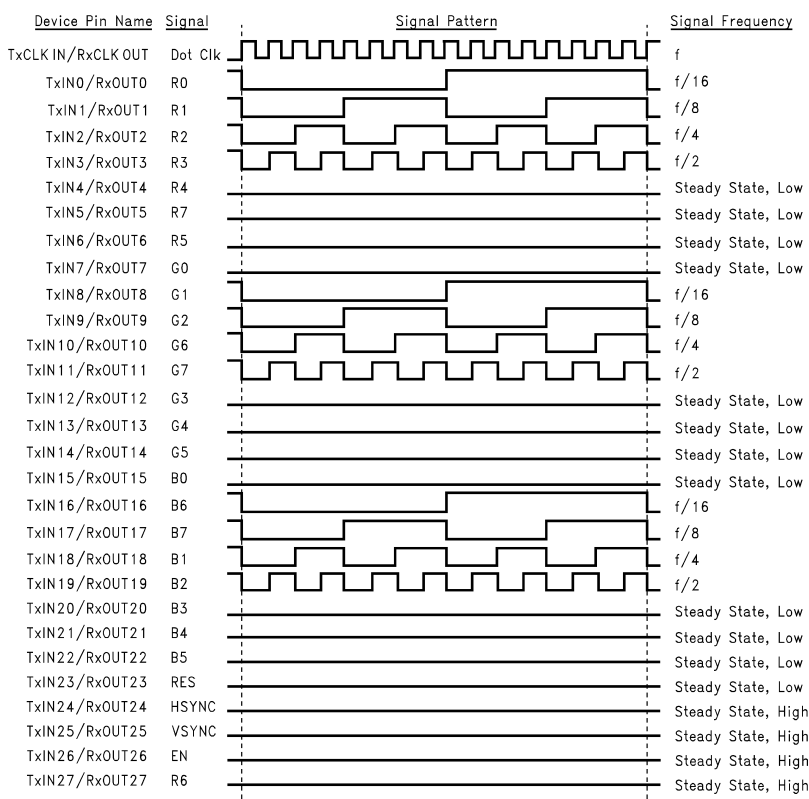 Device Pin Name Signal Signal Pattern Signal Frequency
TxCLK IN/RxCLK OUT Dot Clk f
TxIN0/RxOUT0 R0 f/16
TxIN1/RxOUT1 R1 f/8
TxIN2/RxOUT2 R2 f/4
TxIN3/RxOUT3 R3 f/2
TxIN4/RxOUT4 R4 Steady State, Low
TxIN5/RxOUT5 R7 Steady State, Low
TxIN6/RxOUT6 R5 Steady State, Low
TxIN7/RxOUT7 G0 Steady State, Low
TxIN8/RxOUT8 G1 f/16
TxIN9/RxOUT9 G2 f/8
TxIN10/RxOUT10 G6 f/4
TxIN11/RxOUT11 G7 f/2
TxIN12/RxOUT12 G3 Steady State, Low
TxIN13/RxOUT13 G4 Steady State, Low
TxIN14/RxOUT14 G5 Steady State, Low
TxIN15/RxOUT15 B0 Steady State, Low
TxIN16/RxOUT16 B6 f/16
TxIN17/RxOUT17 B7 f/8
TxIN18/RxOUT18 B1 f/4
TxIN19/RxOUT19 B2 f/2
TxIN20/RxOUT20 B3 Steady State, Low
TxIN21/RxOUT21 B4 Steady State, Low
TxIN22/RxOUT22 B5 Steady State, Low
TxIN23/RxOUT23 RES Steady State, Low
TxIN24/RxOUT24 HSYNC Steady State, High
TxIN25/RxOUT25 VSYNC Steady State, High
TxIN26/RxOUT26 EN Steady State, High
TxIN27/RxOUT27 R6 Steady State, High